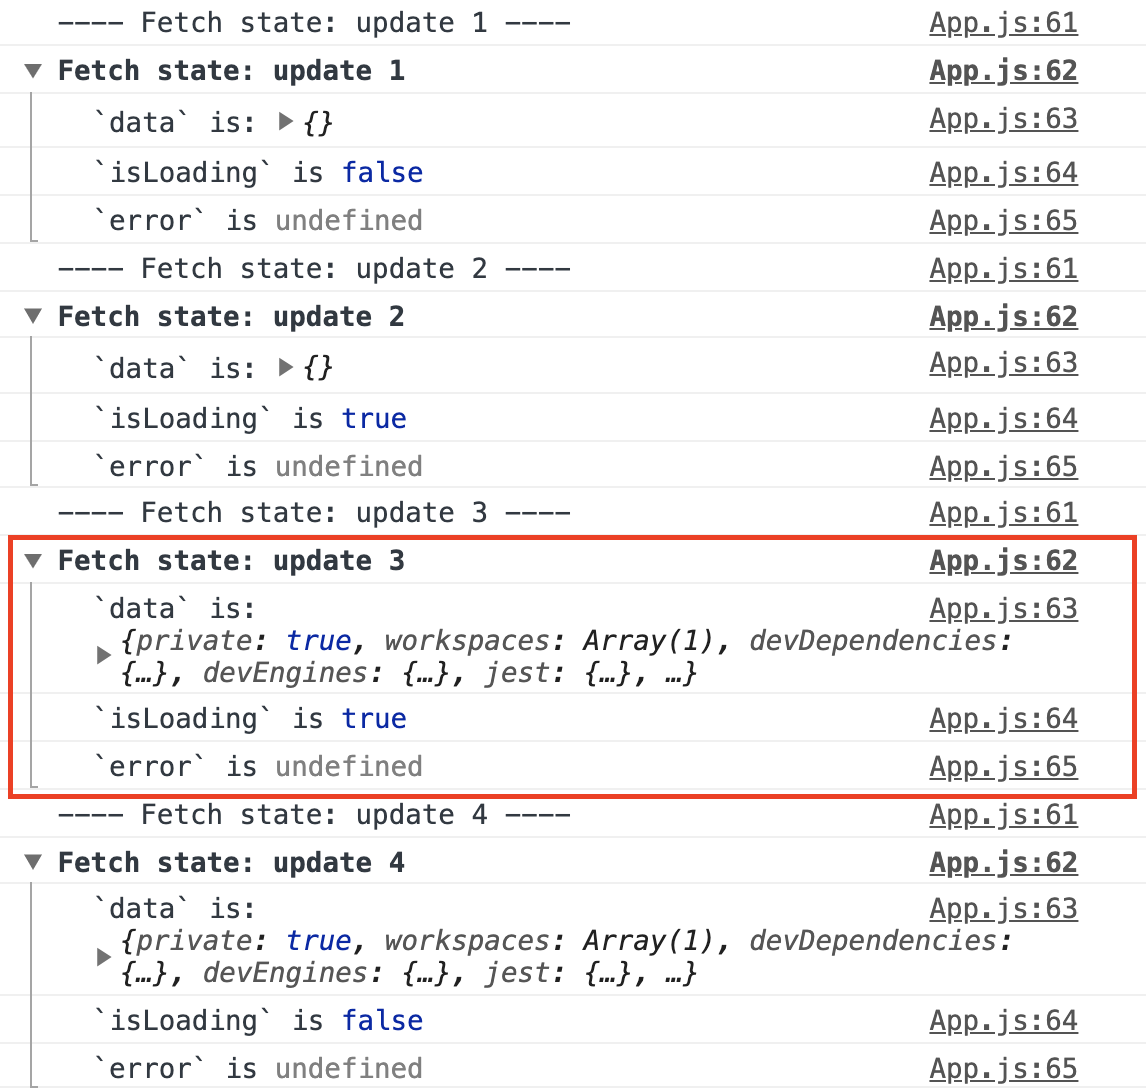 ---- Fetch state: update 1 ---- App.js:61
▼ Fetch state: update 1 App.js:62
`data` is: ▶ {} App.js:63
`isLoading` is false App.js:64
`error` is undefined App.js:65
---- Fetch state: update 2 ---- App.js:61
▼ Fetch state: update 2 App.js:62
`data` is: ▶ {} App.js:63
`isLoading` is true App.js:64
`error` is undefined App.js:65
---- Fetch state: update 3 ---- App.js:61
▼ Fetch state: update 3 App.js:62
`data` is: App.js:63
▶ {private: true, workspaces: Array(1), devDependencies:
{…}, devEngines: {…}, jest: {…}, …}
`isLoading` is true App.js:64
`error` is undefined App.js:65
---- Fetch state: update 4 ---- App.js:61
▼ Fetch state: update 4 App.js:62
`data` is: App.js:63
▶ {private: true, workspaces: Array(1), devDependencies:
{…}, devEngines: {…}, jest: {…}, …}
`isLoading` is false App.js:64
`error` is undefined App.js:65